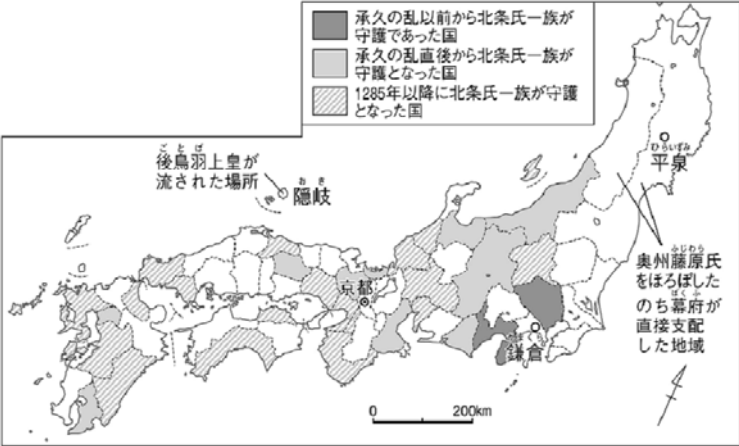 承久の乱以前から北条氏一族が
守護であった国
承久の乱直後から北条氏一族が
守護となった国
1285年以降に北条氏一族が守護
となった国
ごとば
後鳥羽上皇が
流された場所
おき
隠岐
ひらいずみ
平泉
ふじわら
奥州藤原氏
をほろぼした
ばくふ
のち幕府が
直接支配
した地域
京都
かまくら
鎌倉
0
200km